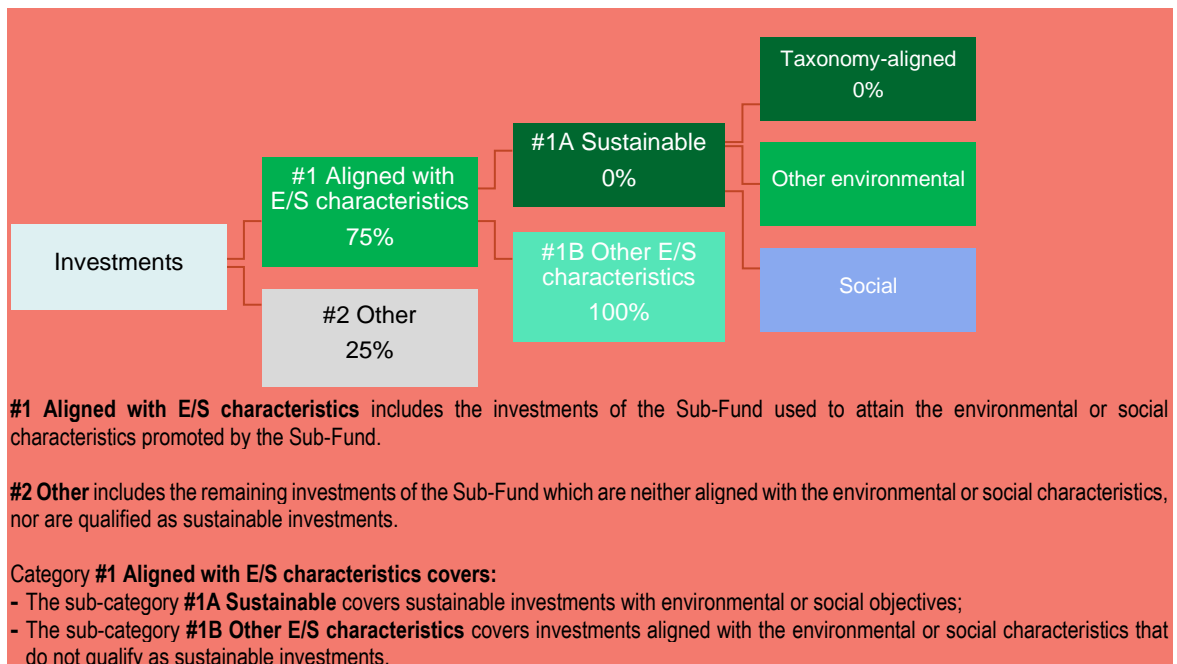 Taxonomy-aligned
0%
#1A Sustainable
0%
#1 Aligned with
E/S characteristics
75%
Other environmental
Investments
#1B Other E/S
characteristics
100%
Social
#2 Other
25%
#1 Aligned with E/S characteristics includes the investments of the Sub-Fund used to attain the environmental or social
characteristics promoted by the Sub-Fund.
#2 Other includes the remaining investments of the Sub-Fund which are neither aligned with the environmental or social characteristics,
nor are qualified as sustainable investments.
Category #1 Aligned with E/S characteristics covers:
- The sub-category #1A Sustainable covers sustainable investments with environmental or social objectives;
- The sub-category #1B Other E/S characteristics covers investments aligned with the environmental or social characteristics that
do not qualify as sustainable investments.